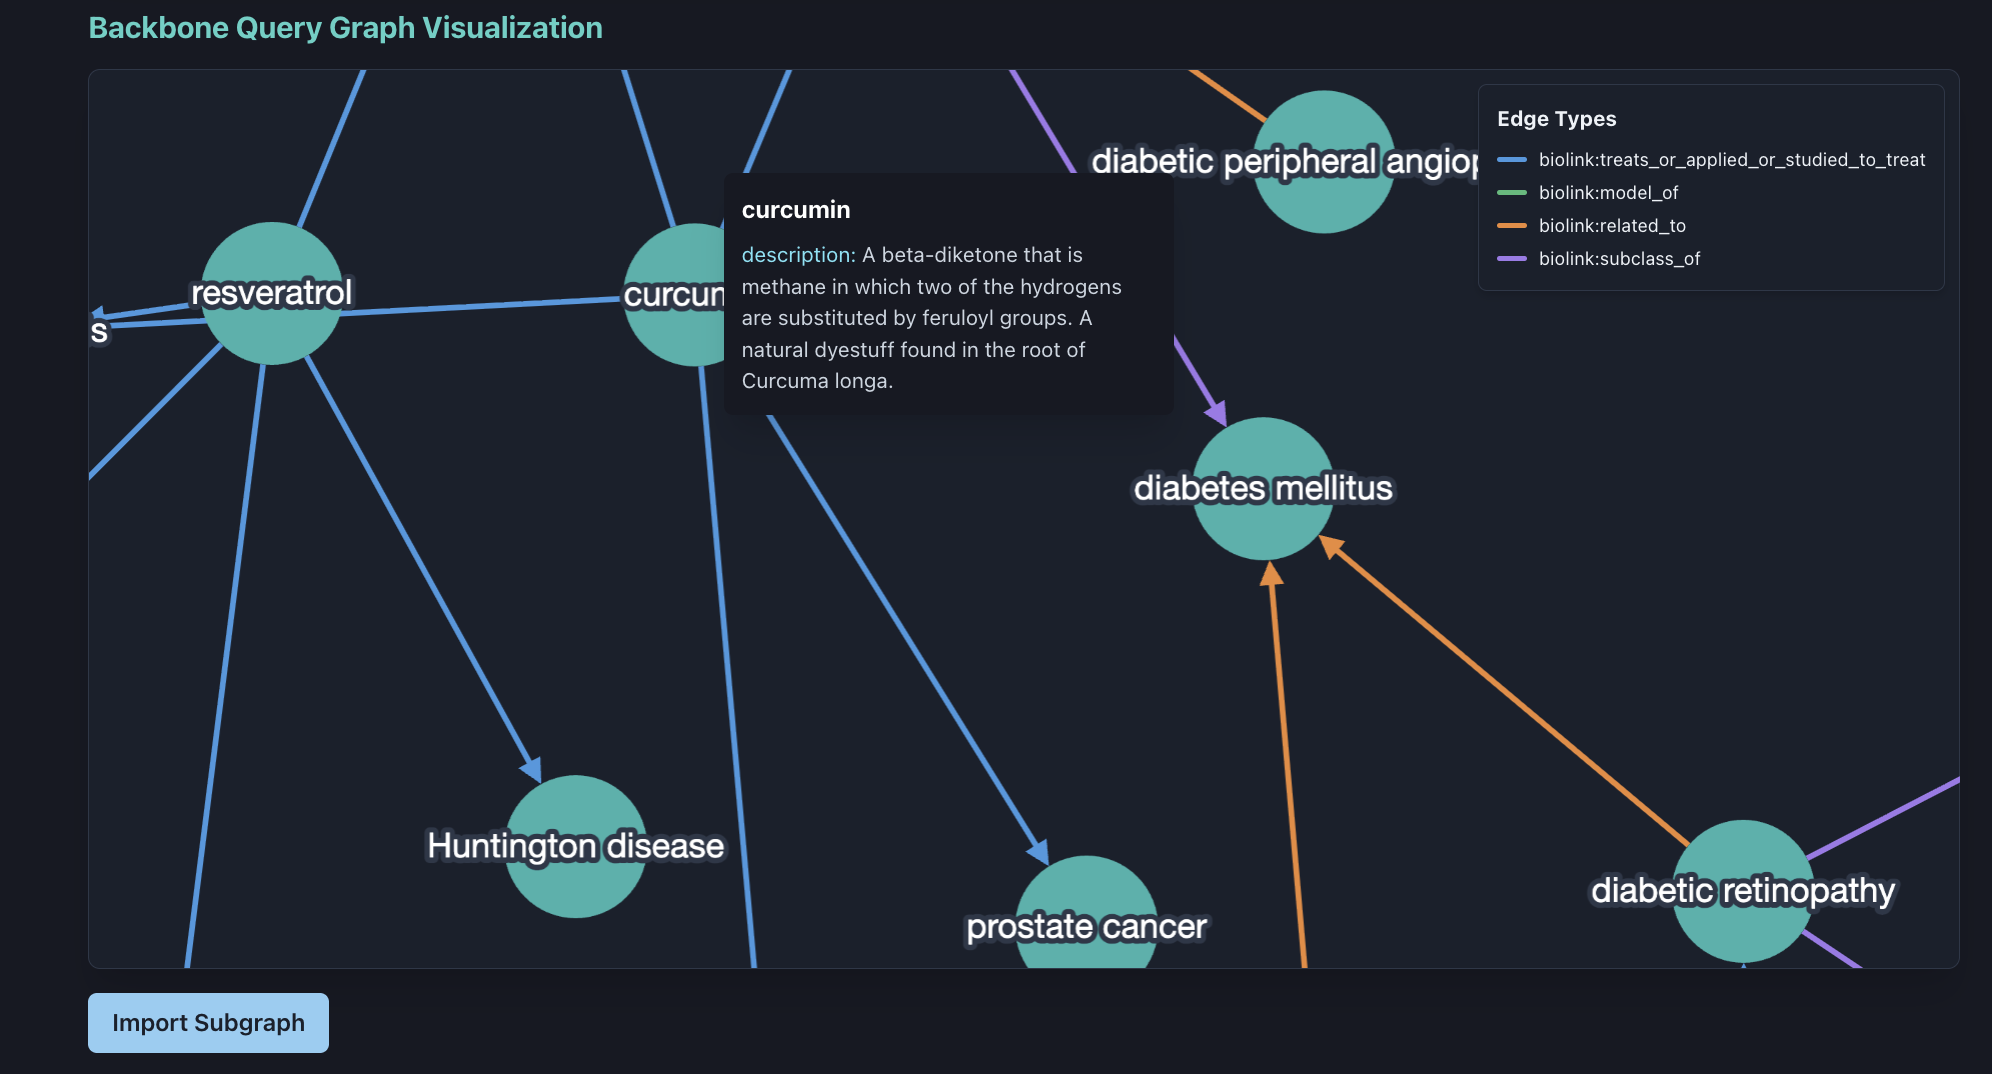 Backbone Query Graph Visualization
diabetic peripheral angiop
Edge Types
biolink:treats_or_applied_or_studied_to_treat
biolink:model_of
biolink:related_to
biolink:subclass_of
resveratrol
s
curcum
curcumin
description: A beta-diketone that is
methane in which two of the hydrogens
are substituted by feruloyl groups. A
natural dyestuff found in the root of
Curcuma longa.
diabetes mellitus
Huntington disease
prostate cancer
diabetic retinopathy
Import Subgraph